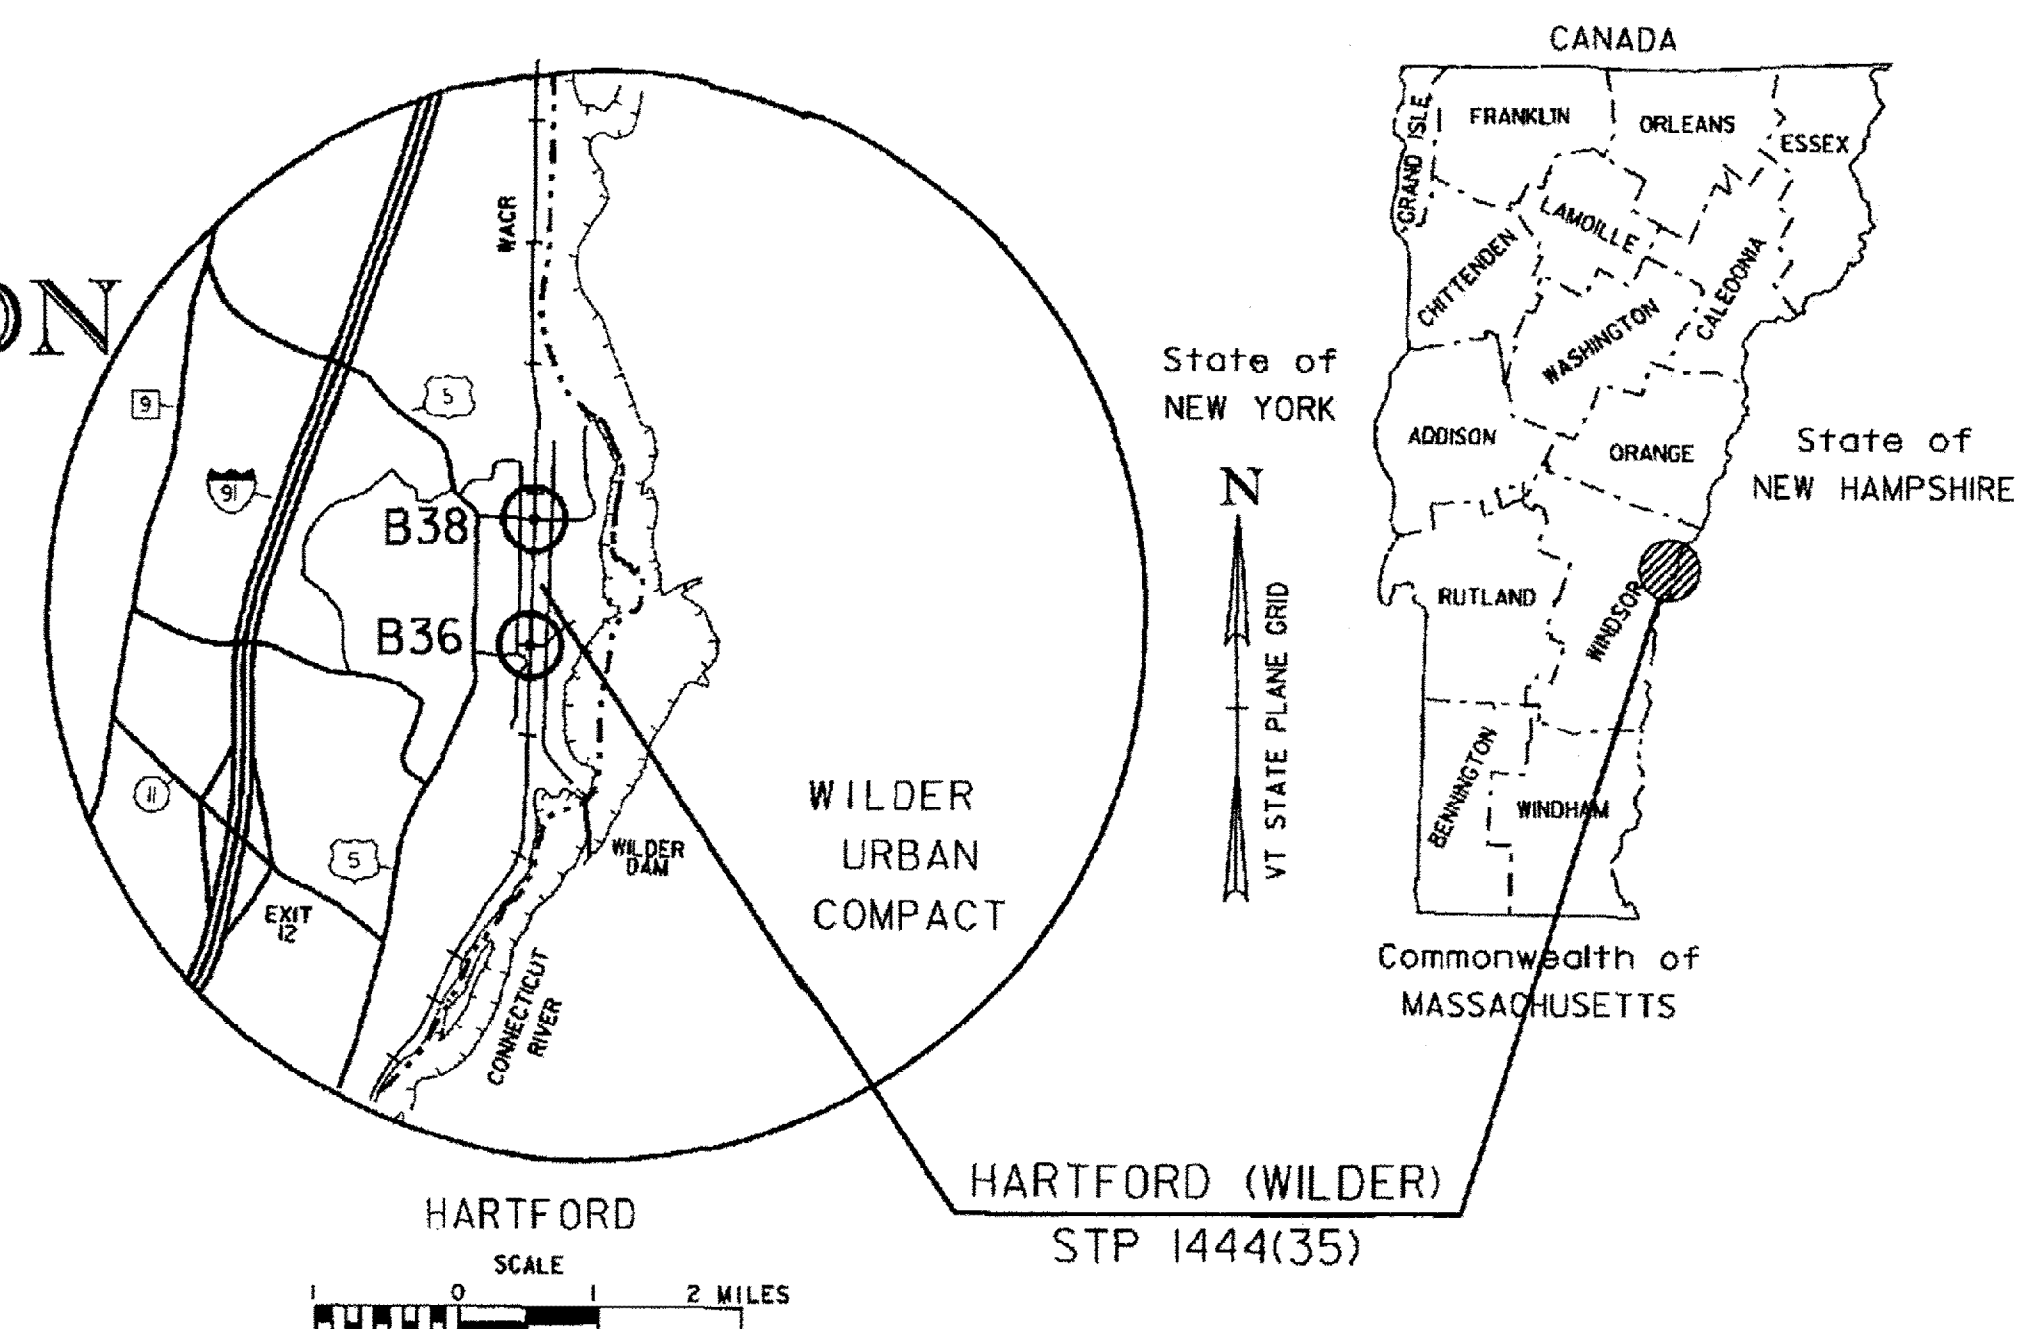 ON
WACR
9
5
91
B38
B36
11
5
EXIT
12
WILDER
DAM
CONNECTICUT
RIVER
WILDER
URBAN
COMPACT
HARTFORD
SCALE
1 0 1 2 MILES
HARTFORD (WILDER)
STP 1444(35)
N
VT STATE PLANE GRID
CANADA
GRAND ISLE
FRANKLIN
ORLEANS
ESSEX
LAMOILLE
CHITTENDEN
CALEDONIA
WASHINGTON
State of
NEW YORK
ADDISON
ORANGE
State of
NEW HAMPSHIRE
RUTLAND
WINDSOR
BENNINGTON
WINDHAM
Commonwealth of
MASSACHUSETTS